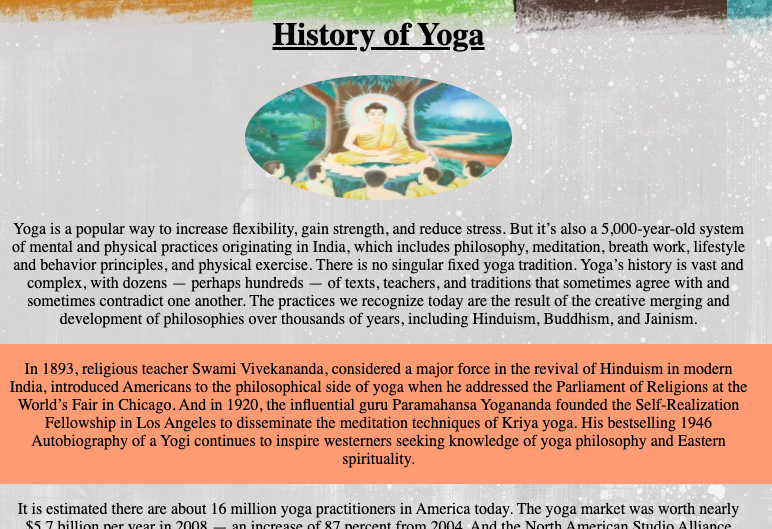 History of Yoga
Yoga is a popular way to increase flexibility, gain strength, and reduce stress. But it's also a 5,000-year-old system
of mental and physical practices originating in India, which includes philosophy, meditation, breath work, lifestyle
and behavior principles, and physical exercise. There is no singular fixed yoga tradition. Yoga's history is vast and
complex, with dozens — perhaps hundreds — of texts, teachers, and traditions that sometimes agree with and
sometimes contradict one another. The practices we recognize today are the result of the creative merging and
development of philosophies over thousands of years, including Hinduism, Buddhism, and Jainism.
In 1893, religious teacher Swami Vivekananda, considered a major force in the revival of Hinduism in modern
India, introduced Americans to the philosophical side of yoga when he addressed the Parliament of Religions at the
World's Fair in Chicago. And in 1920, the influential guru Paramahansa Yogananda founded the Self-Realization
Fellowship in Los Angeles to disseminate the meditation techniques of Kriya yoga. His bestselling 1946
Autobiography of a Yogi continues to inspire westerners seeking knowledge of yoga philosophy and Eastern
spirituality.
It is estimated there are about 16 million yoga practitioners in America today. The yoga market was worth nearly
$5.7 billion per year in 2008 — an increase of 87 percent from 2004. And the North American Studio Alliance